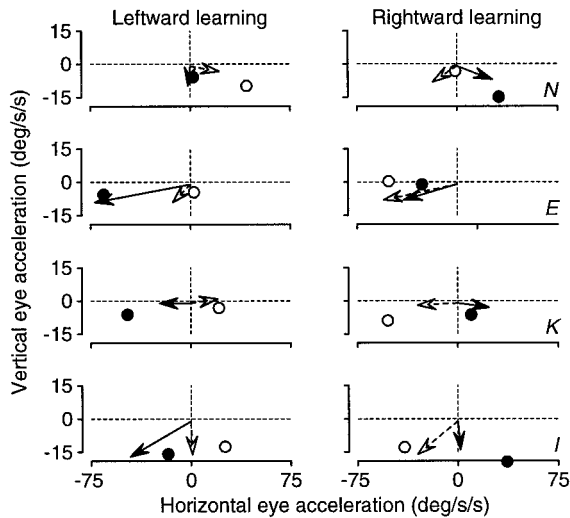 Leftward learning
Rightward learning
Vertical eye acceleration (deg/s/s)
15
0
-15
N
15
0
-15
E
15
0
-15
K
15
0
-15
I
-75
0
75
-75
0
75
Horizontal eye acceleration (deg/s/s)